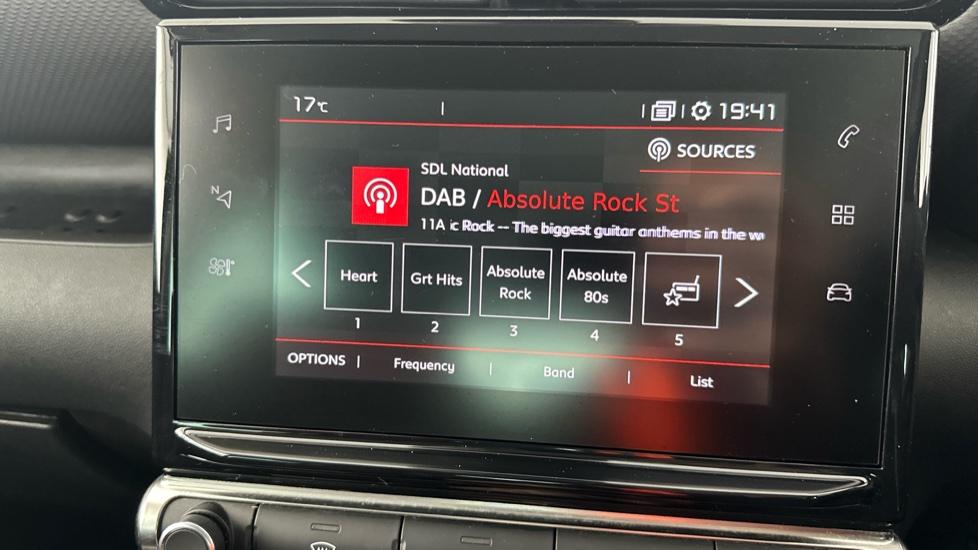 17°C 19:41
SOURCES
SDL National
DAB / Absolute Rock St
11A ic Rock -- The biggest guitar anthems in the w
N
Heart Grt Hits Absolute Rock Absolute 80s
1 2 3 4 5
OPTIONS | Frequency | Band | List